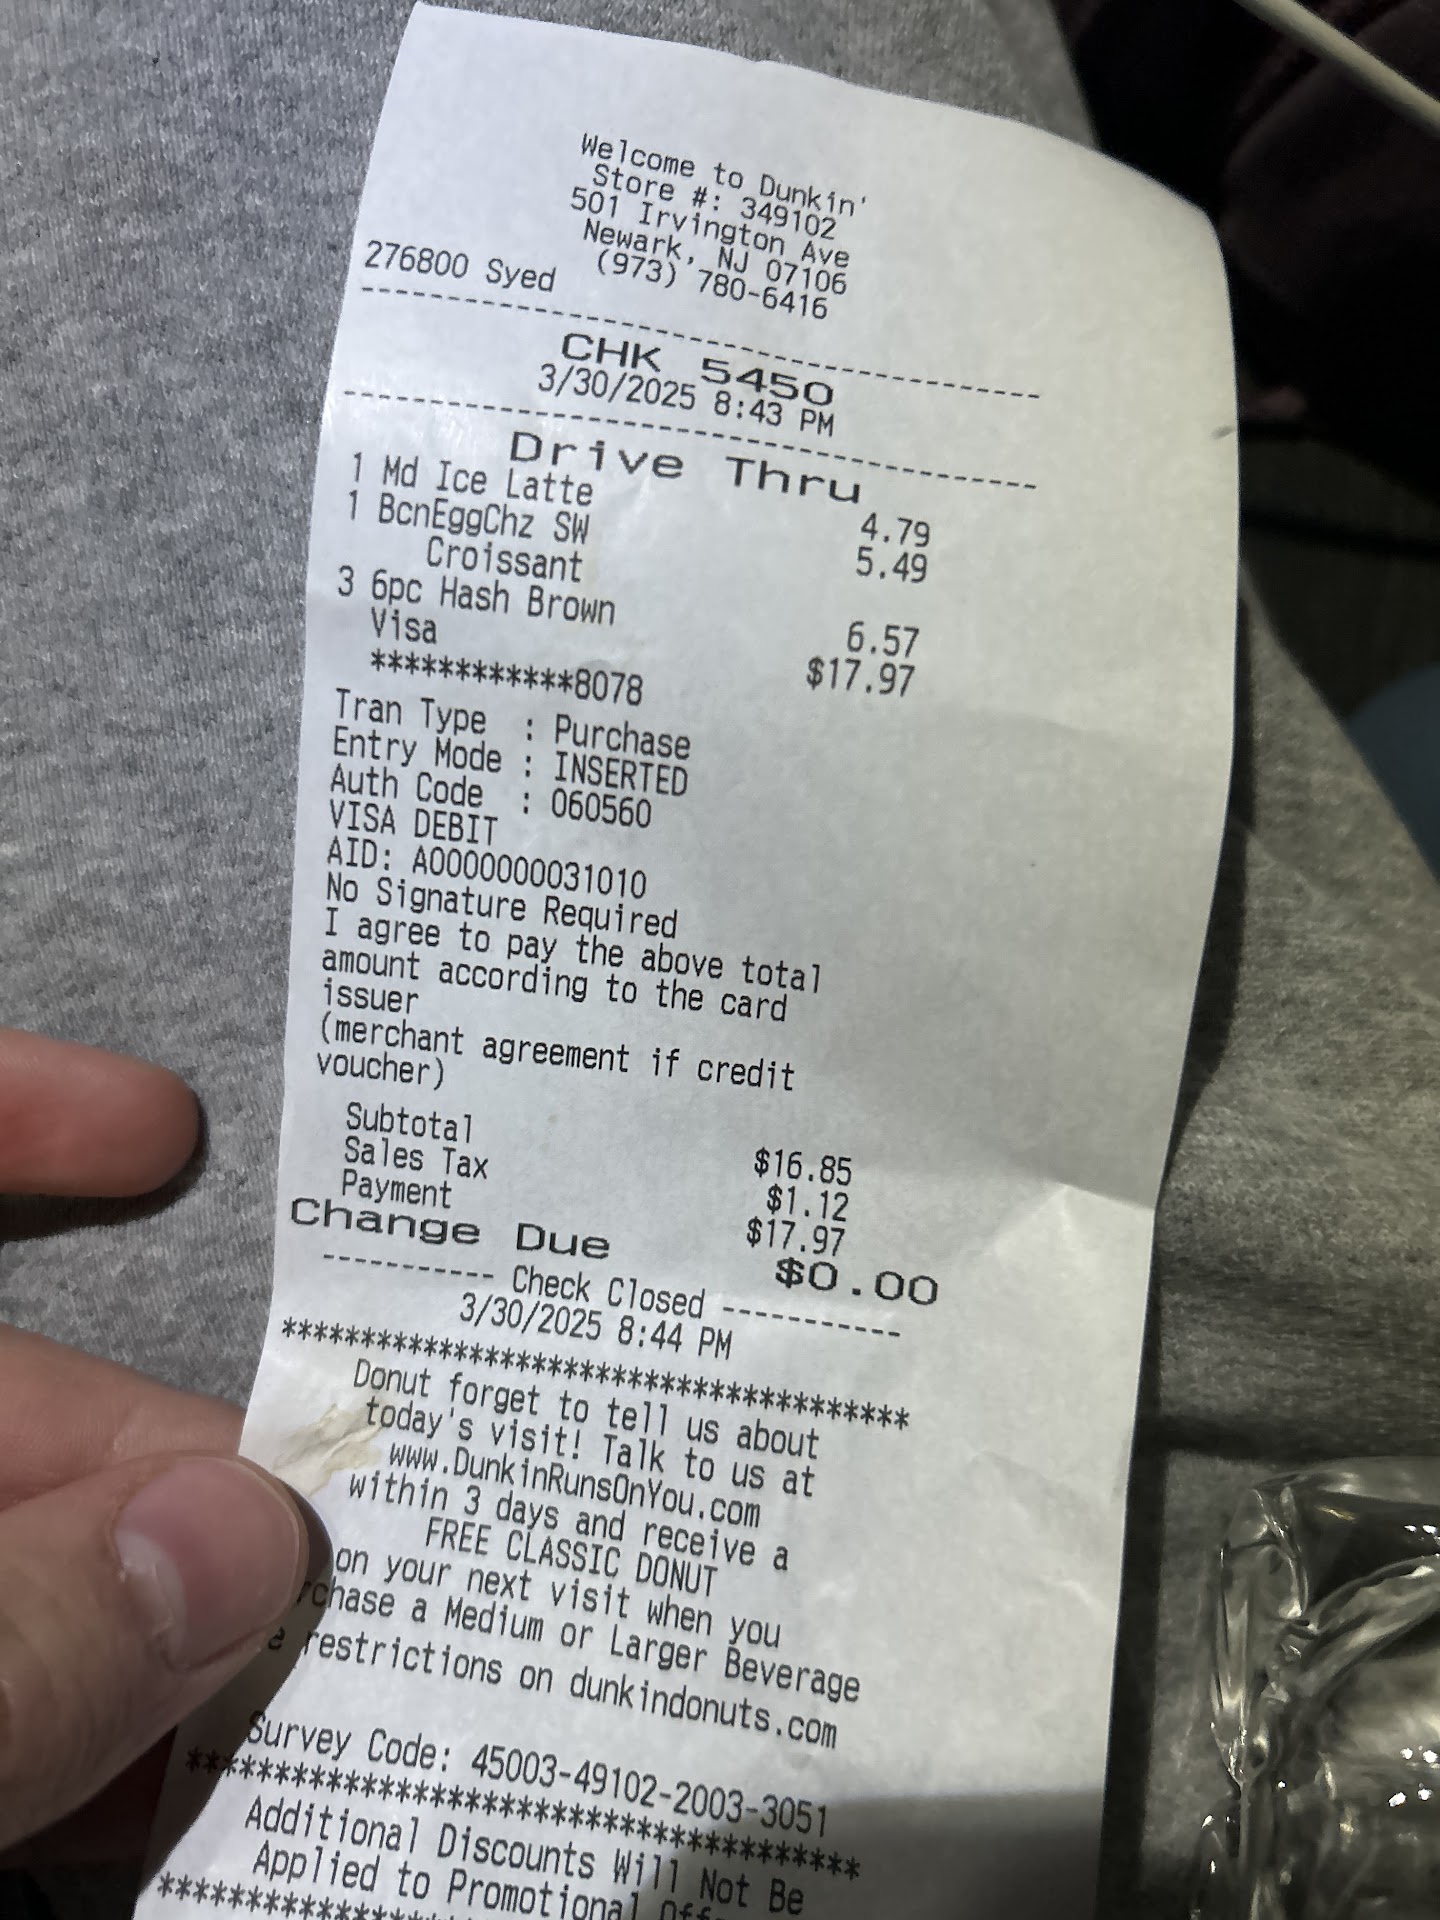 Welcome to Dunkin'
Store #: 349102
501 Irvington Ave
Newark, NJ 07106
(973) 780-6416
276800 Syed
----------------------------------------
CHK 5450
3/30/2025 8:43 PM
----------------------------------------
Drive Thru
1 Md Ice Latte 4.79
1 BcnEggChz SW 5.49
Croissant
3 6pc Hash Brown 6.57
Visa $17.97
************8078
Tran Type : Purchase
Entry Mode : INSERTED
Auth Code : 060560
VISA DEBIT
AID: A0000000031010
No Signature Required
I agree to pay the above total
amount according to the card
issuer
(merchant agreement if credit
voucher)
Subtotal $16.85
Sales Tax $1.12
Payment $17.97
Change Due $0.00
----------- Check Closed -----------
3/30/2025 8:44 PM
****************************************
Donut forget to tell us about
today's visit! Talk to us at
www.DunkinRunsOnYou.com
within 3 days and receive a
FREE CLASSIC DONUT
on your next visit when you
a Medium or Larger Beverage
restrictions on dunkindonuts.com
Survey Code: 45003-49102-2003-3051
****************************************
Additional Discounts Will Not Be
Applied to Promotional